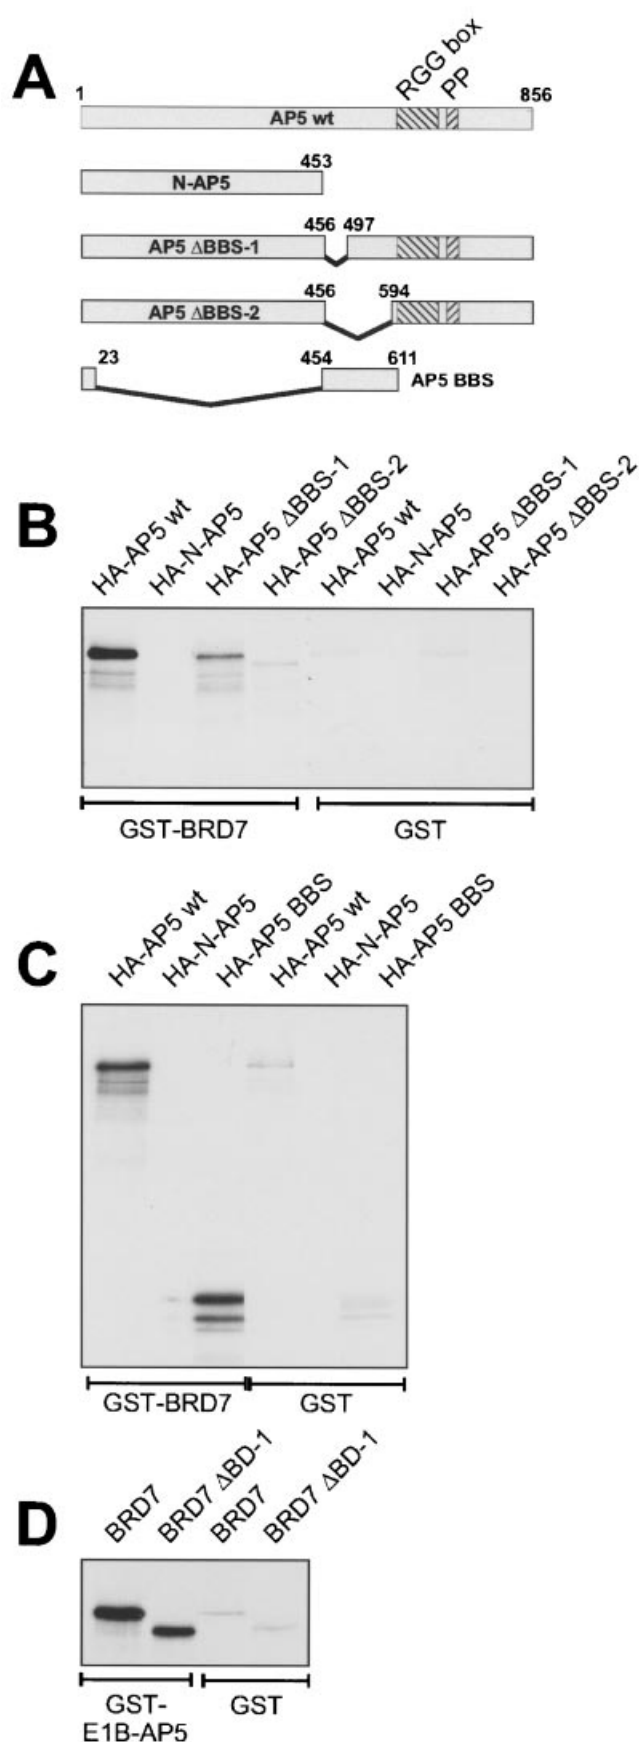 A
RGG box
PP
1
856
AP5 wt
453
N-AP5
456 497
AP5 ΔBBS-1
456 594
AP5 ΔBBS-2
23 454 611
AP5 BBS
B
HA-AP5 wt
HA-N-AP5
HA-AP5 ΔBBS-1
HA-AP5 ΔBBS-2
HA-AP5 wt
HA-N-AP5
HA-AP5 ΔBBS-1
HA-AP5 ΔBBS-2
GST-BRD7 GST
C
HA-AP5 wt
HA-N-AP5
HA-AP5 BBS
HA-AP5 wt
HA-N-AP5
HA-AP5 BBS
GST-BRD7 GST
D
BRD7
BRD7 ΔBD-1
BRD7
BRD7 ΔBD-1
GST-
E1B-AP5
GST